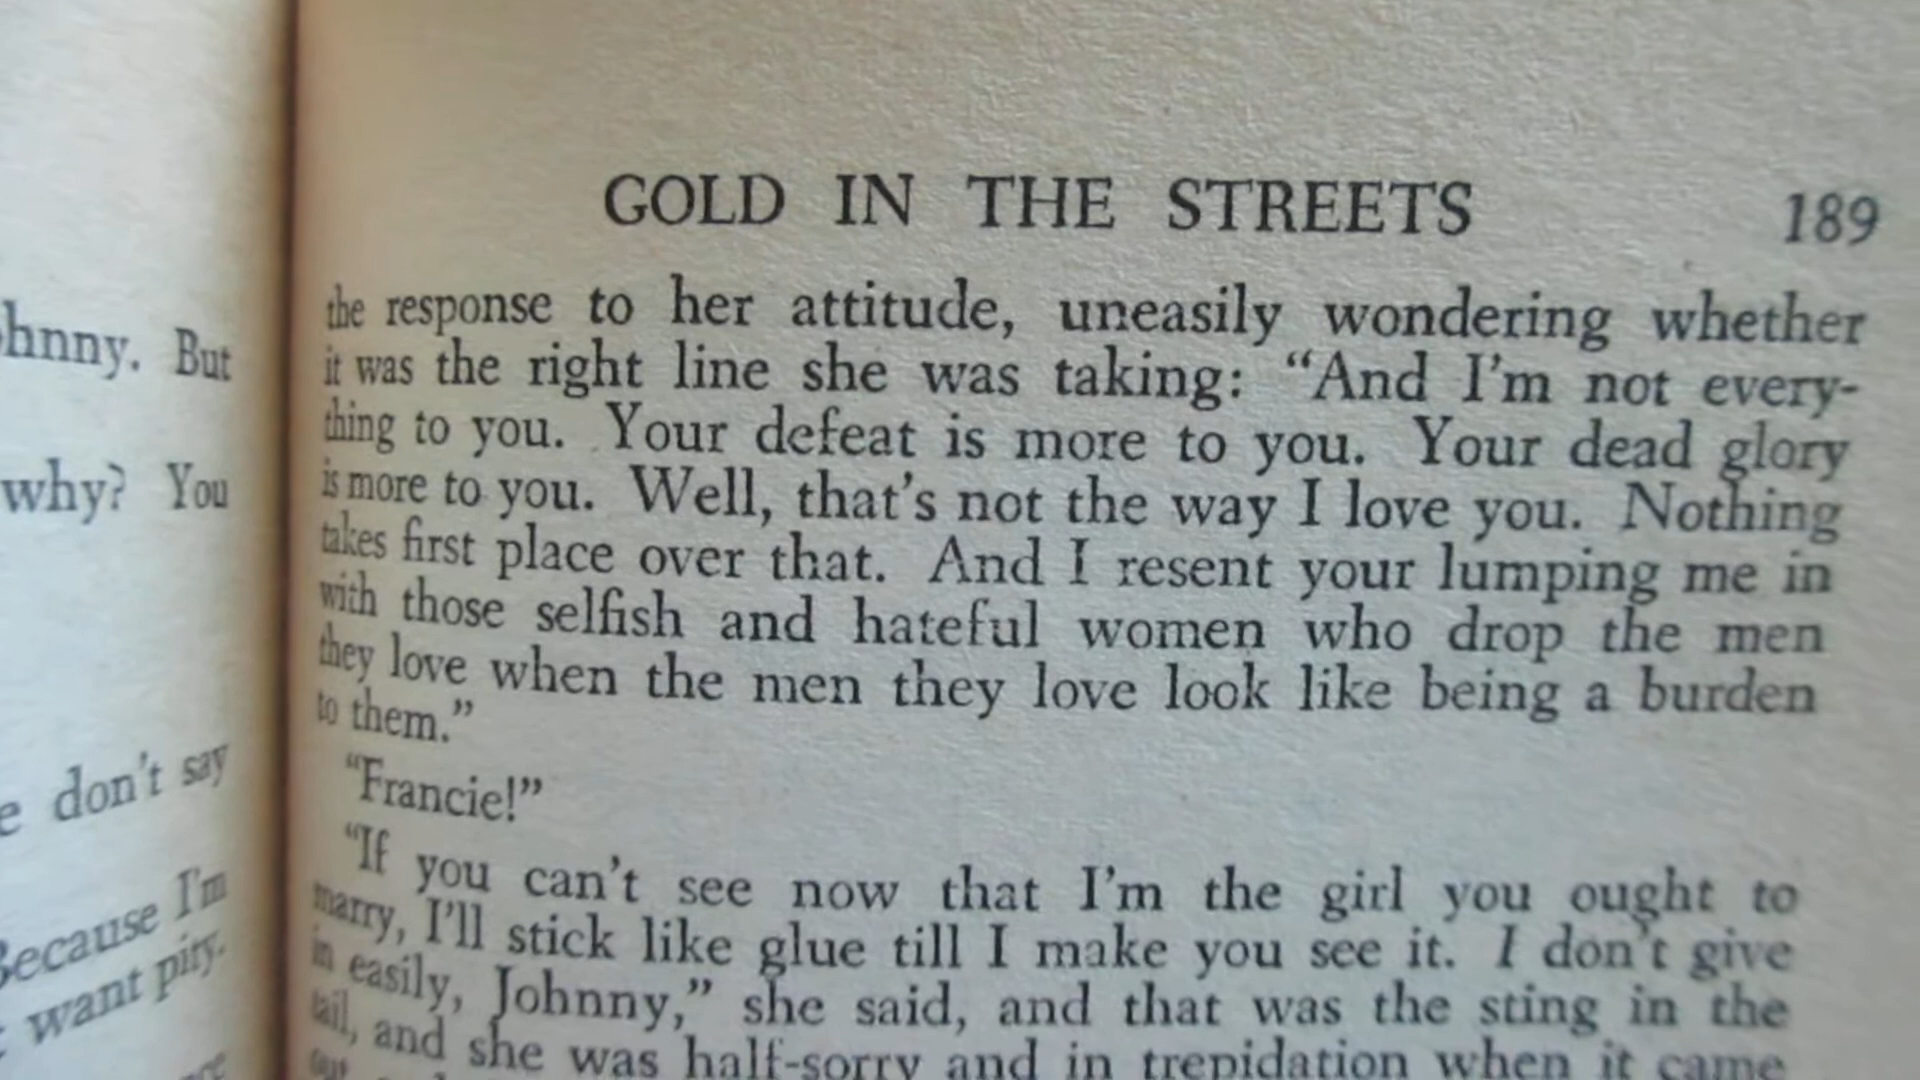 hnny. But
why? You
e don't say
Because I'm
want pity.
GOLD IN THE STREETS 189
the response to her attitude, uneasily wondering whether
it was the right line she was taking: “And I'm not every-
thing to you. Your defeat is more to you. Your dead glory
is more to you. Well, that's not the way I love you. Nothing
takes first place over that. And I resent your lumping me in
with those selfish and hateful women who drop the men
they love when the men they love look like being a burden
to them.”
“Francie!”
“If you can't see now that I'm the girl you ought to
marry, I'll stick like glue till I make you see it. I don't give
in easily, Johnny,” she said, and that was the sting in the
tail, and she was half-sorry and in trepidation when it came